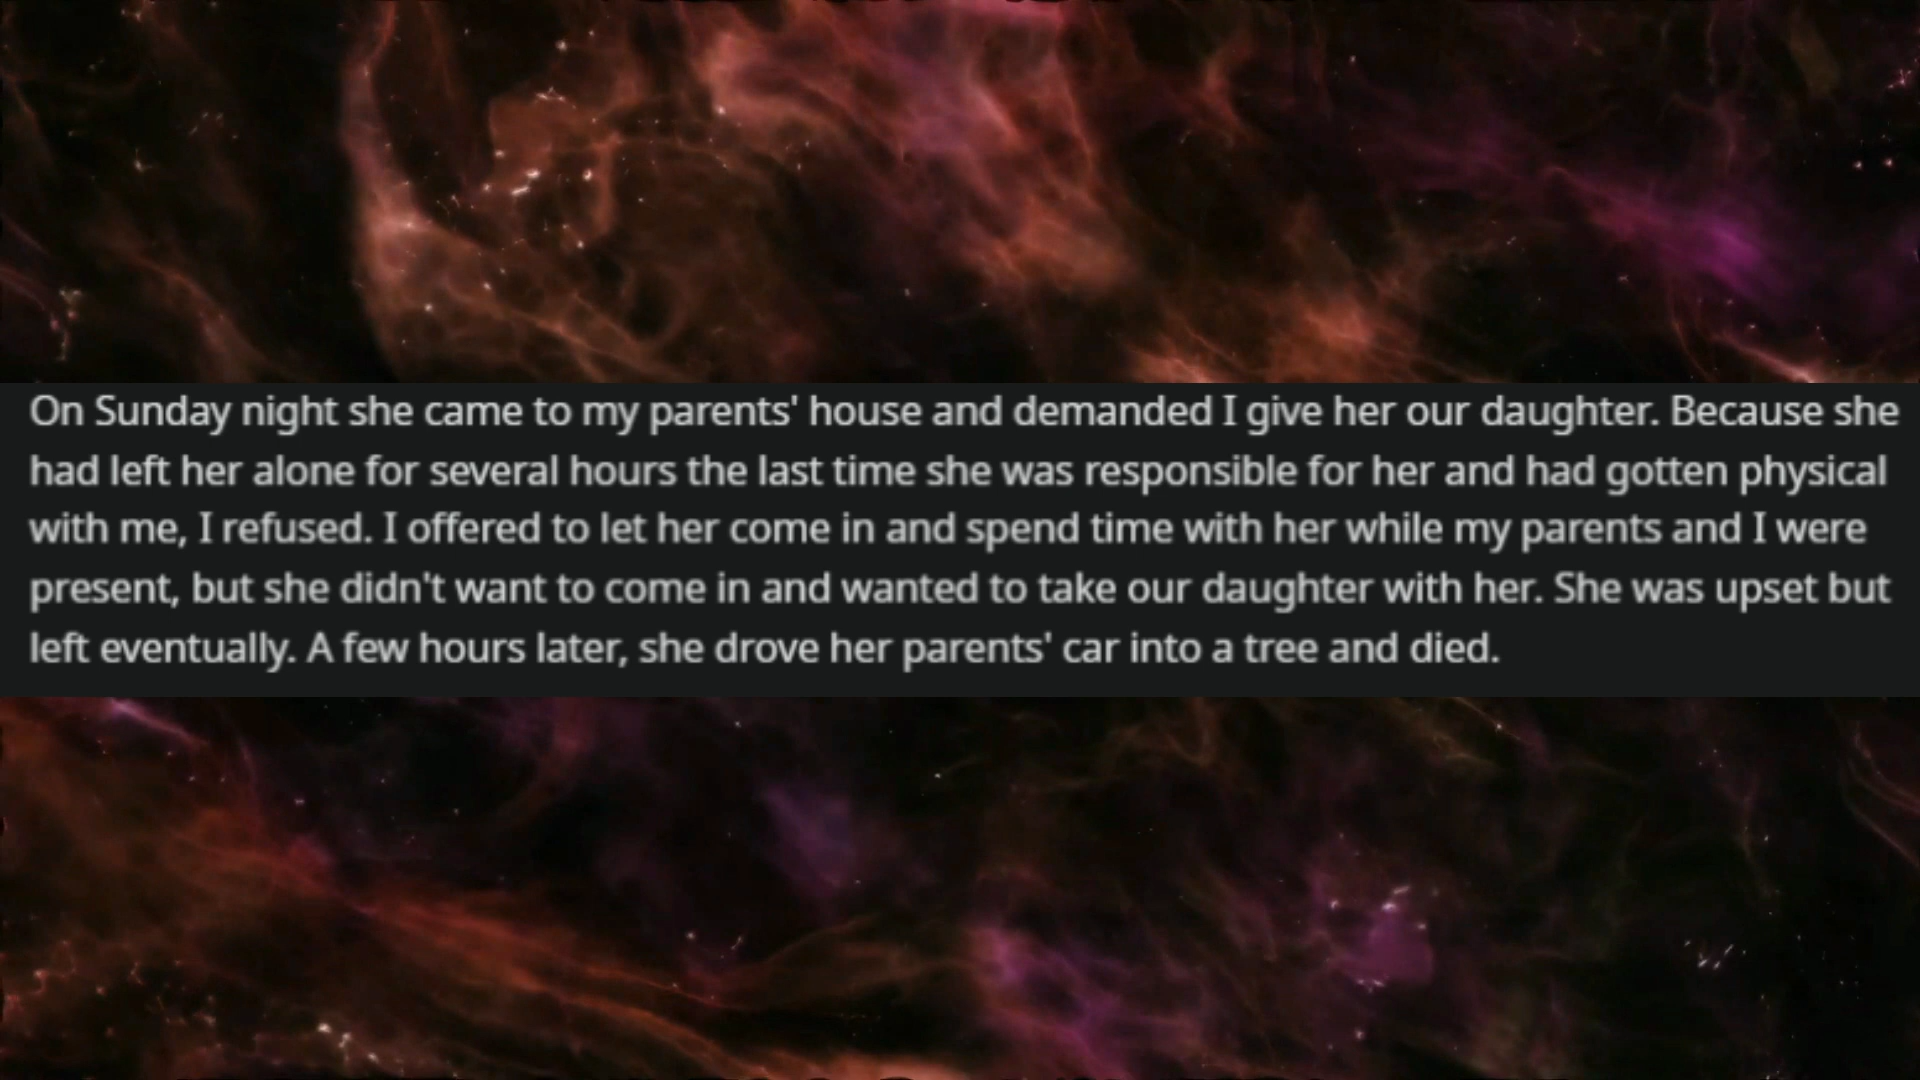 On Sunday night she came to my parents' house and demanded I give her our daughter. Because she
had left her alone for several hours the last time she was responsible for her and had gotten physical
with me, I refused. I offered to let her come in and spend time with her while my parents and I were
present, but she didn't want to come in and wanted to take our daughter with her. She was upset but
left eventually. A few hours later, she drove her parents' car into a tree and died.